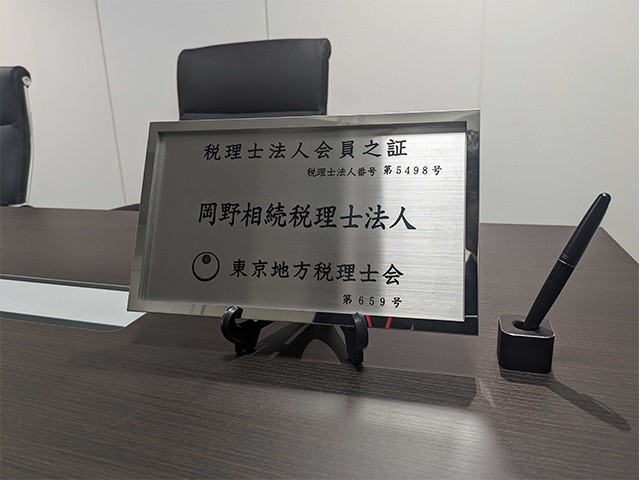 税理士法人会員之証
税理士法人番号 第5498号
岡野相続税理士法人
東京地方税理士会
第659号